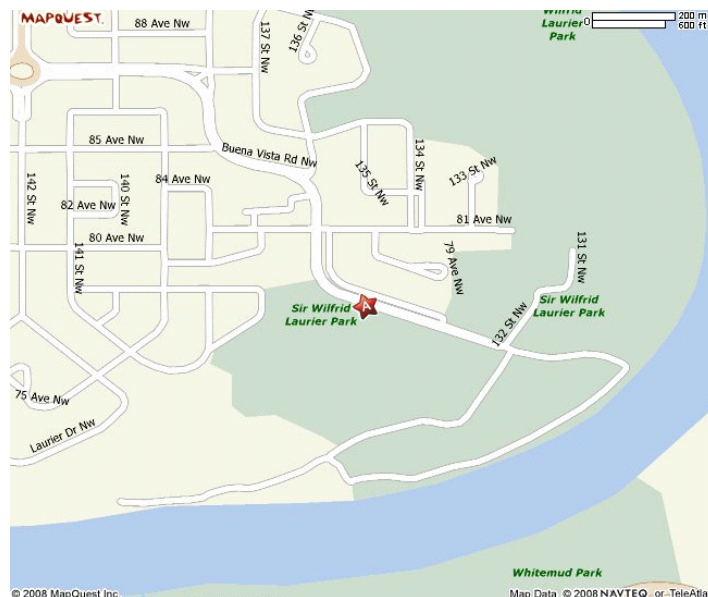 MAPQUEST.
Wilfrid
Laurier
Park
0
200 m
600 ft
88 Ave Nw
137 St Nw
136 St Nw
85 Ave Nw
Buena Vista Rd Nw
134 St Nw
135 St Nw
133 St Nw
142 St Nw
140 St Nw
84 Ave Nw
82 Ave Nw
81 Ave Nw
80 Ave Nw
141 St Nw
79 Ave Nw
131 St Nw
Sir Wilfrid
Laurier Park
A
Sir Wilfrid
Laurier Park
132 St Nw
75 Ave Nw
Laurier Dr Nw
Whitemud Park
© 2008 MapQuest Inc.
Map Data © 2008 NAVTEQ or TeleAtla